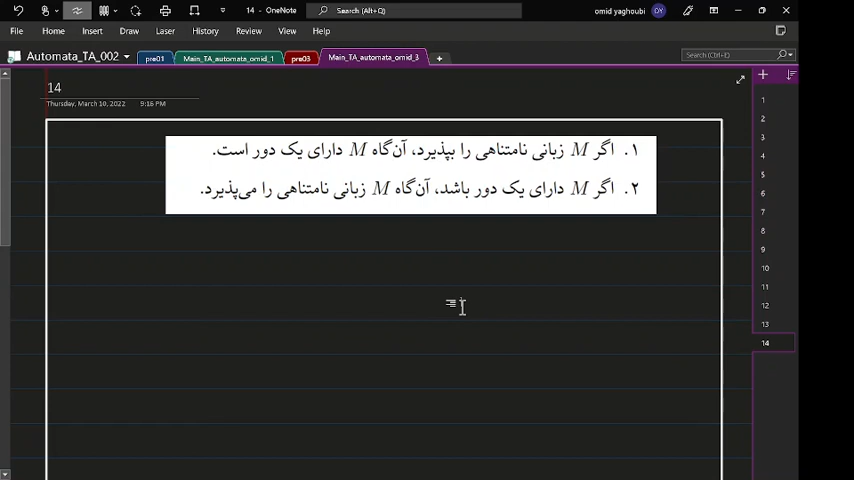 14 - OneNote
Search (Ctrl+E)
omid yaghoubi
OY
File Home Insert Draw Laser History Review View Help
Automata_TA_002
pre01
Main_TA_automata_omid_1
pre03
Main_TA_automata_omid_3
Search (Ctrl+E)
14
Thursday, March 10, 2022 9:16 PM
۱. اگر M زبانی نامتناهی را بپذیرد، آن‌گاه M دارای یک دور است.
۲. اگر M دارای یک دور باشد، آن‌گاه M زبانی نامتناهی را می‌پذیرد.
1
2
3
4
5
6
7
8
9
10
11
12
13
14